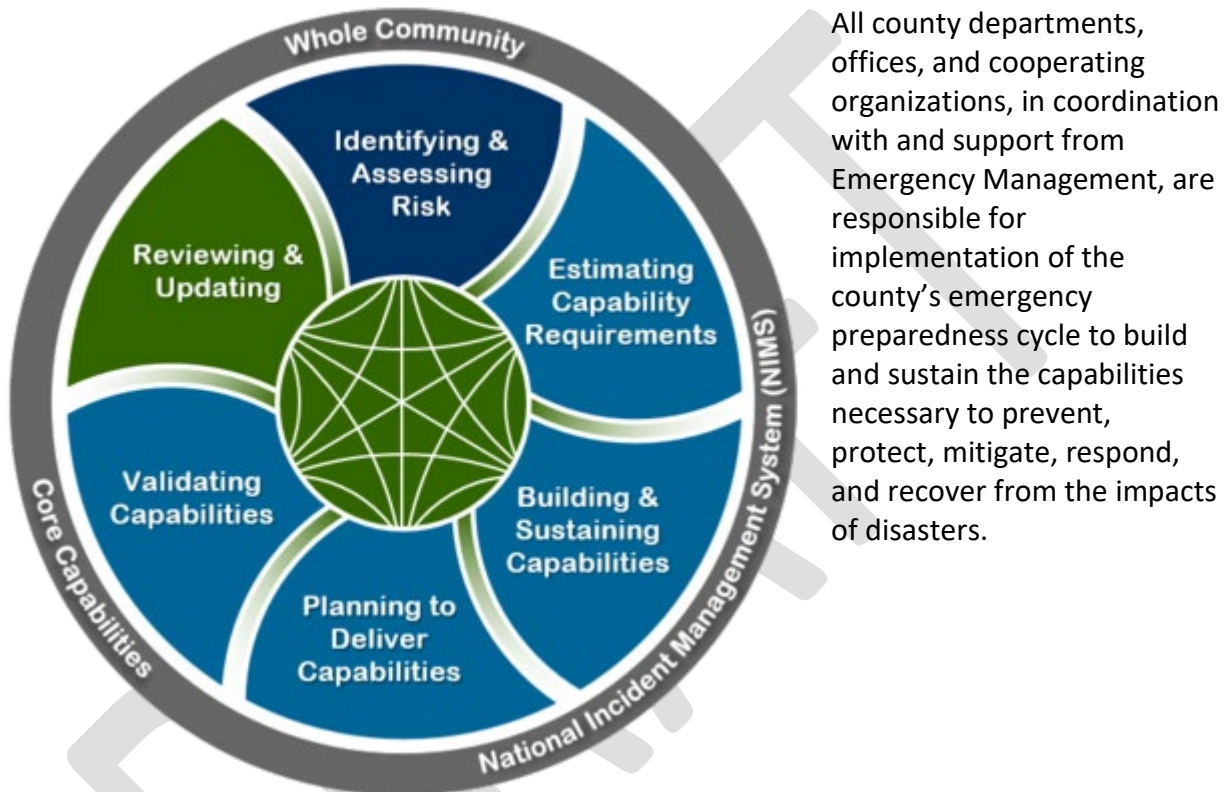 Whole Community
Identifying &
Assessing
Risk
Estimating
Capability
Requirements
Building &
Sustaining
Capabilities
Planning to
Deliver
Capabilities
Validating
Capabilities
Reviewing &
Updating
National Incident Management System (NIMS)
Core Capabilities
All county departments,
offices, and cooperating
organizations, in coordination
with and support from
Emergency Management, are
responsible for
implementation of the
county’s emergency
preparedness cycle to build
and sustain the capabilities
necessary to prevent,
protect, mitigate, respond,
and recover from the impacts
of disasters.